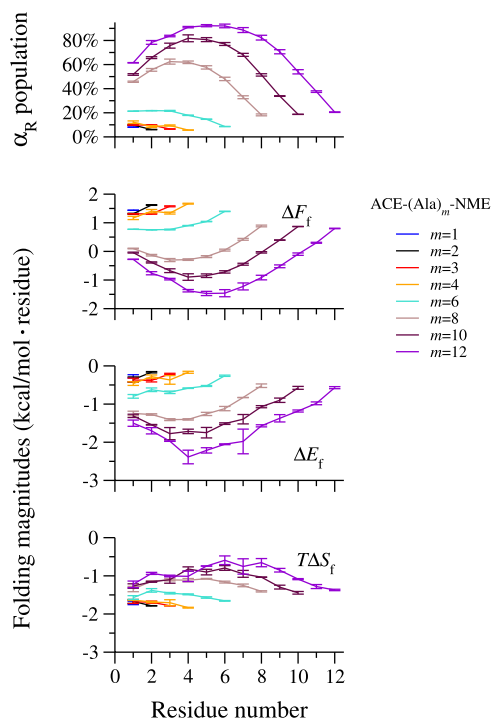 α_R population
80%
60%
40%
20%
0%
Folding magnitudes (kcal/mol·residue)
2
1
0
-1
-2
ΔF_f
0
-1
-2
-3
ΔE_f
0
-1
-2
-3
TΔS_f
0 2 4 6 8 10 12
Residue number
ACE-(Ala)_m-NME
m=1
m=2
m=3
m=4
m=6
m=8
m=10
m=12